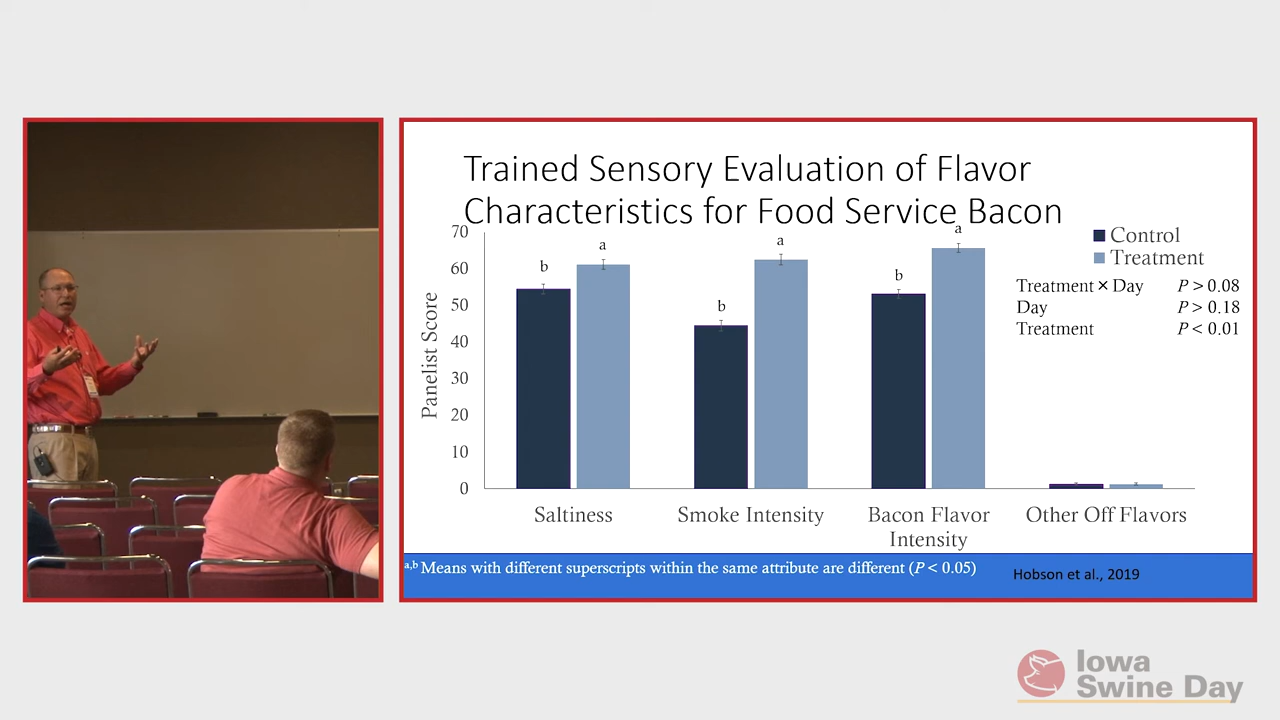 Trained Sensory Evaluation of Flavor
Characteristics for Food Service Bacon
Control
Treatment
Treatment × Day P > 0.08
Day P > 0.18
Treatment P < 0.01
Panelist Score
70
60
50
40
30
20
10
0
b
a
b
a
b
a
Saltiness
Smoke Intensity
Bacon Flavor
Intensity
Other Off Flavors
a,b Means with different superscripts within the same attribute are different (P < 0.05)
Hobson et al., 2019
Iowa
Swine Day